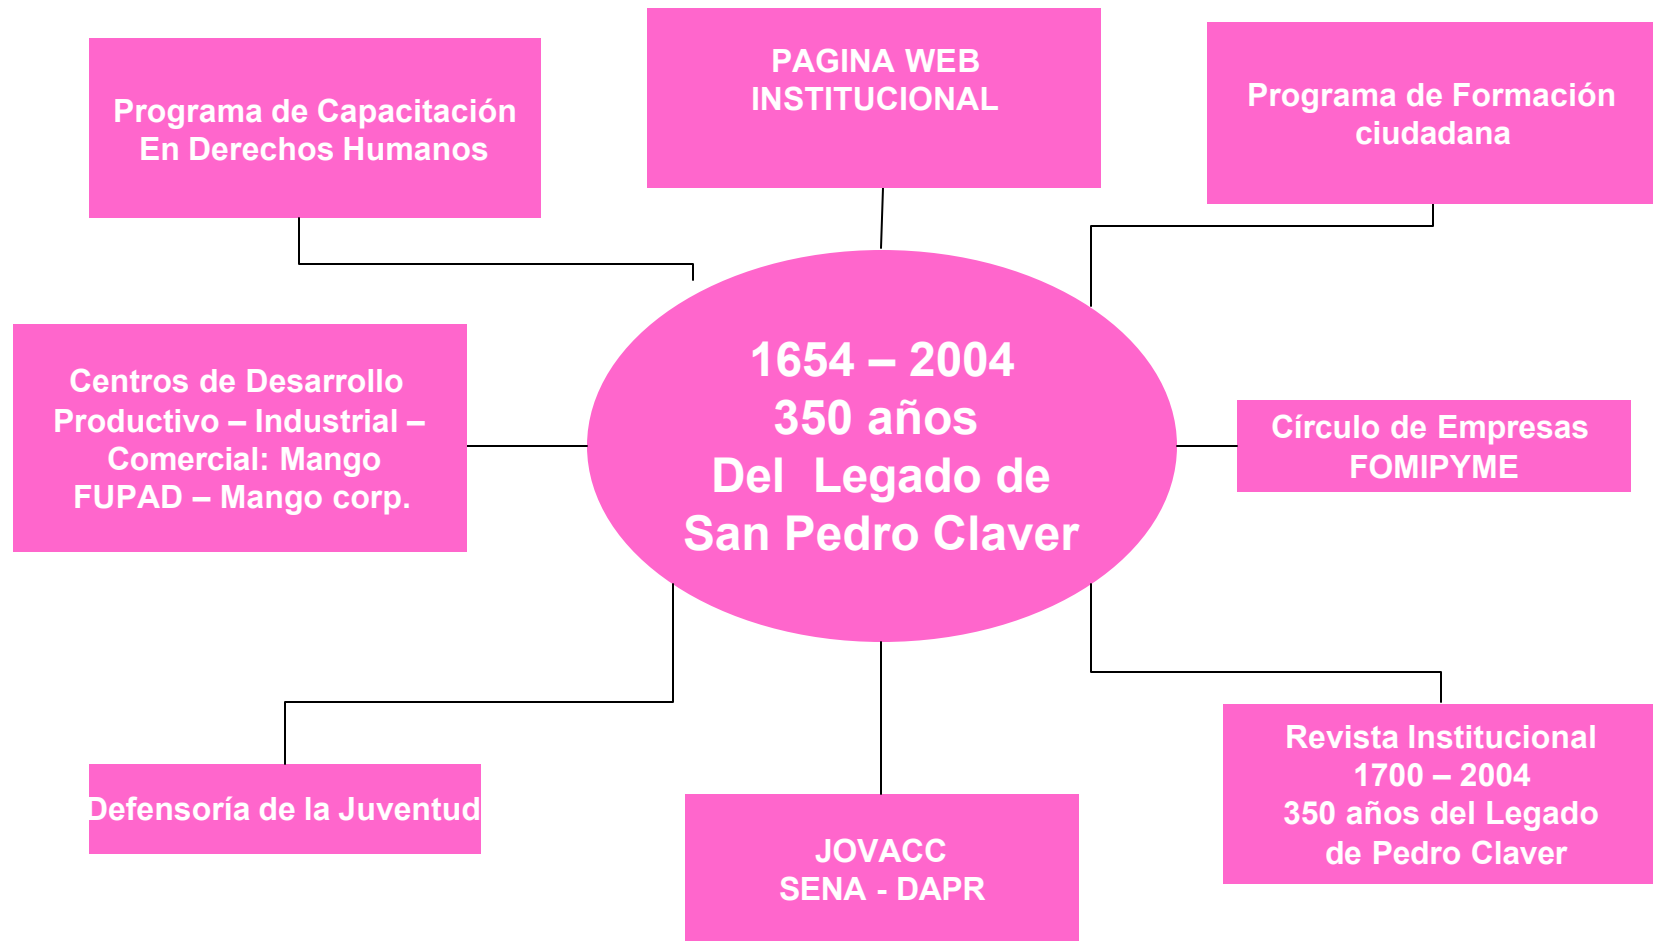 Programa de Capacitación
En Derechos Humanos
PAGINA WEB
INSTITUCIONAL
Programa de Formación
ciudadana
Centros de Desarrollo
Productivo – Industrial –
Comercial: Mango
FUPAD – Mango corp.
1654 – 2004
350 años
Del Legado de
San Pedro Claver
Círculo de Empresas
FOMIPYME
Defensoría de la Juventud
JOVACC
SENA - DAPR
Revista Institucional
1700 – 2004
350 años del Legado
de Pedro Claver